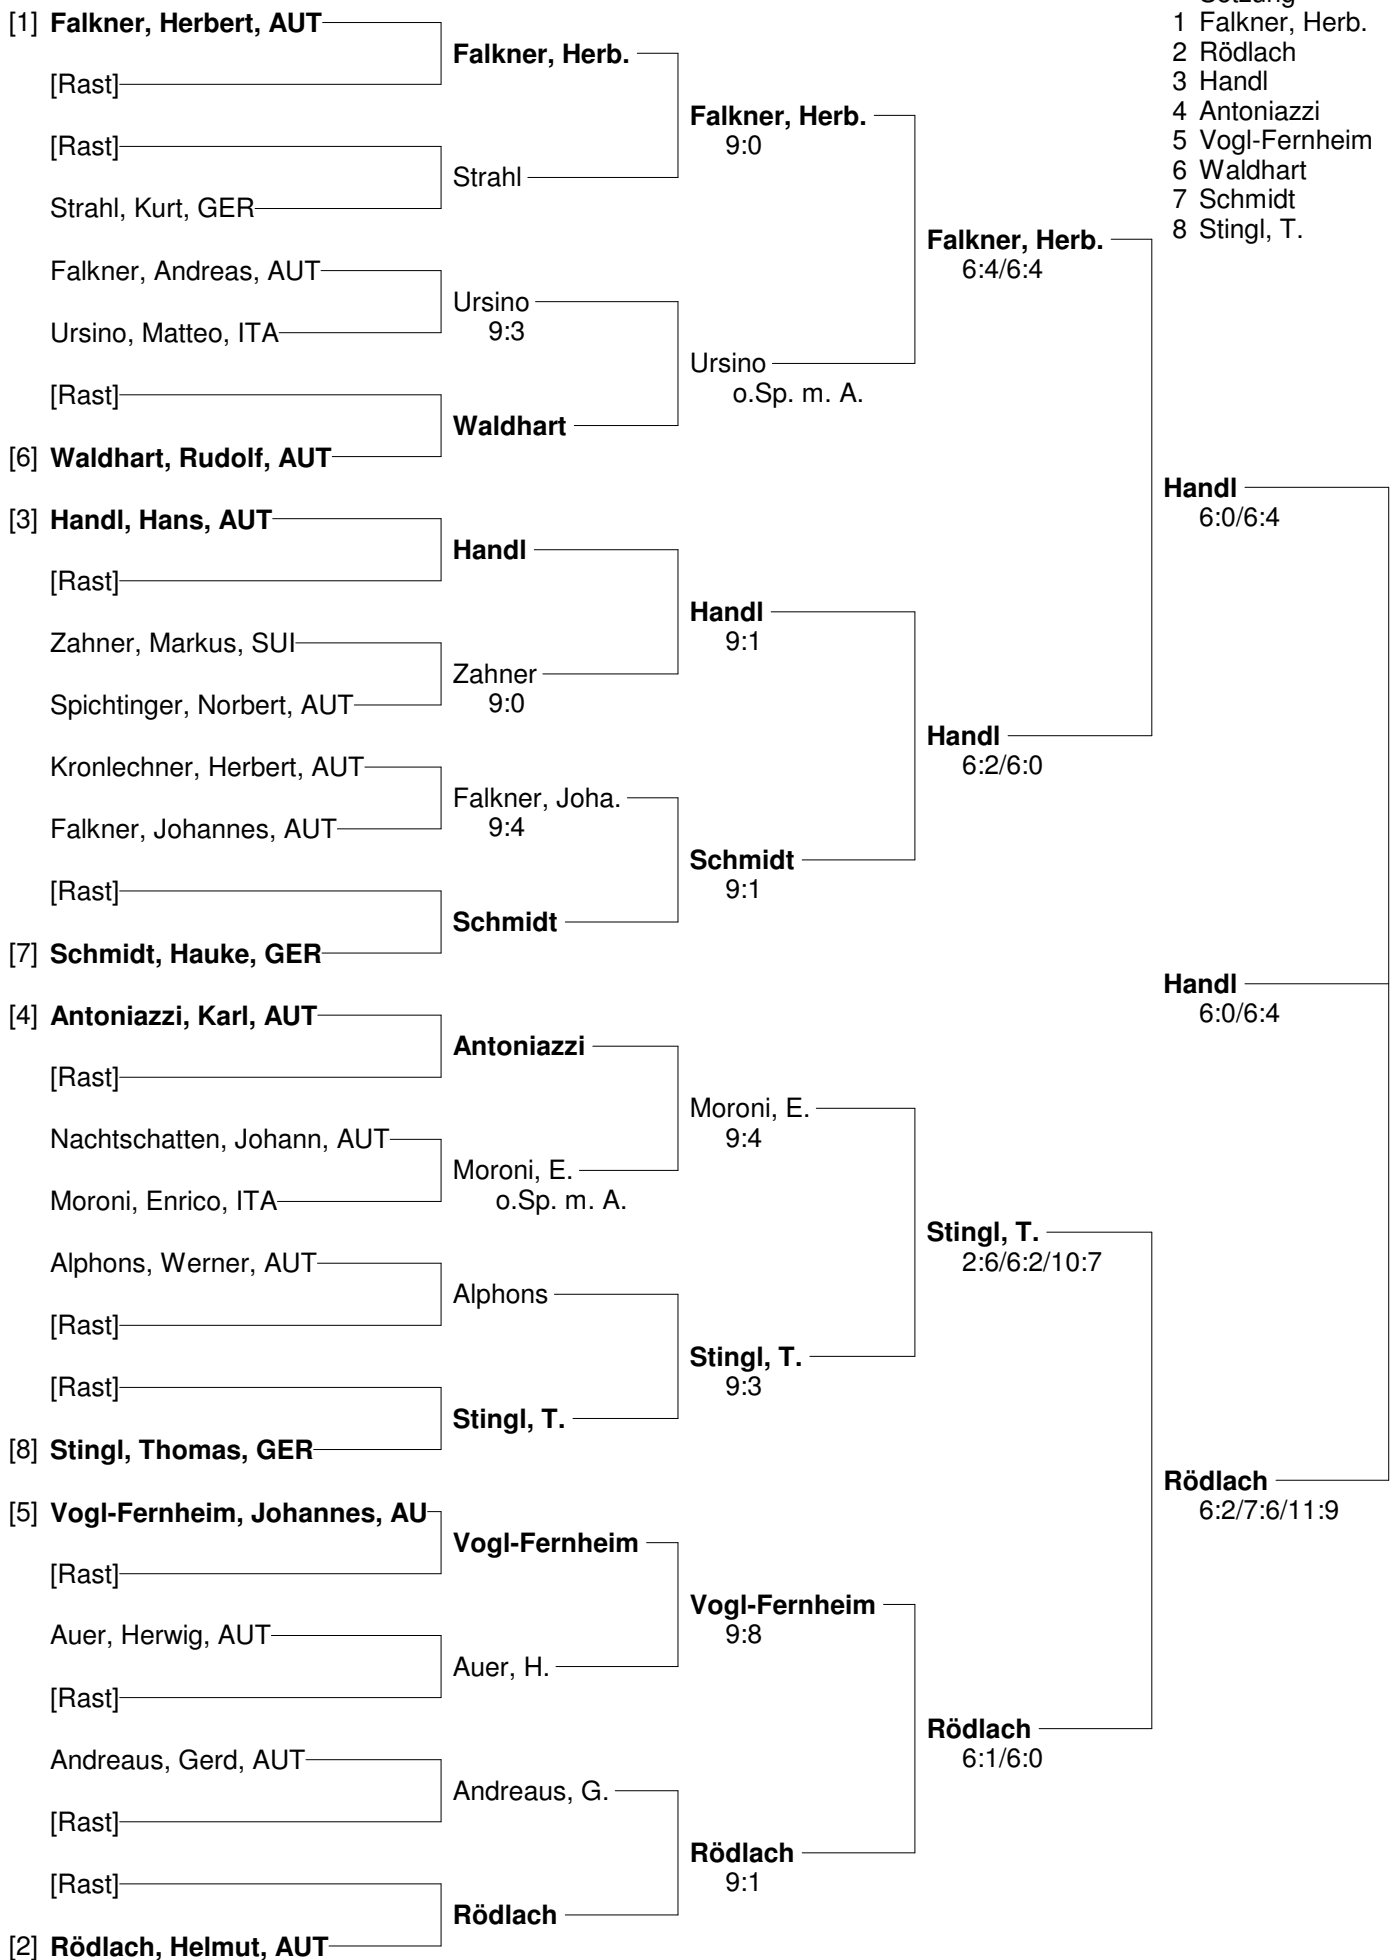 Setzung
1 Falkner, Herb.
2 Rödlach
3 Handl
4 Antoniazzi
5 Vogl-Fernheim
6 Waldhart
7 Schmidt
8 Stingl, T.
[1] Falkner, Herbert, AUT
[Rast]
[Rast]
Strahl, Kurt, GER
Falkner, Andreas, AUT
Ursino, Matteo, ITA
[Rast]
[6] Waldhart, Rudolf, AUT
[3] Handl, Hans, AUT
[Rast]
Zahner, Markus, SUI
Spichtinger, Norbert, AUT
Kronlechner, Herbert, AUT
Falkner, Johannes, AUT
[Rast]
[7] Schmidt, Hauke, GER
[4] Antoniazzi, Karl, AUT
[Rast]
Nachtschatten, Johann, AUT
Moroni, Enrico, ITA
Alphons, Werner, AUT
[Rast]
[Rast]
[8] Stingl, Thomas, GER
[5] Vogl-Fernheim, Johannes, AU
[Rast]
Auer, Herwig, AUT
[Rast]
Andreaus, Gerd, AUT
[Rast]
[Rast]
[2] Rödlach, Helmut, AUT
Falkner, Herb.
Strahl
Ursino
9:3
Waldhart
Handl
Zahner
9:0
Falkner, Joha.
9:4
Schmidt
Antoniazzi
Moroni, E.
o.Sp. m. A.
Alphons
Stingl, T.
Vogl-Fernheim
Auer, H.
Andreaus, G.
Rödlach
Falkner, Herb.
9:0
Ursino
o.Sp. m. A.
Handl
9:1
Schmidt
9:1
Moroni, E.
9:4
Stingl, T.
9:3
Vogl-Fernheim
9:8
Rödlach
9:1
Falkner, Herb.
6:4/6:4
Handl
6:2/6:0
Stingl, T.
2:6/6:2/10:7
Rödlach
6:1/6:0
Handl
6:0/6:4
Handl
6:0/6:4
Rödlach
6:2/7:6/11:9